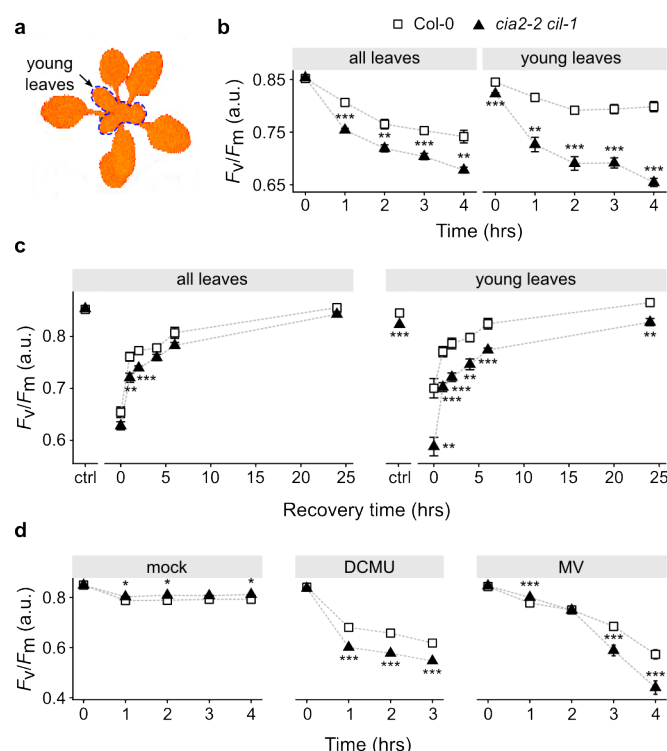 □ Col-0 ▲ cia2-2 cil-1
a
young
leaves
b
all leaves
young leaves
Fv/Fm (a.u.)
0.85
0.75
0.65
***
**
***
**
***
**
***
***
***
0 1 2 3 4
0 1 2 3 4
Time (hrs)
c
all leaves
young leaves
Fv/Fm (a.u.)
0.8
0.7
0.6
**
***
***
**
***
***
**
***
**
ctrl 0 5 10 15 20 25
ctrl 0 5 10 15 20 25
Recovery time (hrs)
d
mock
DCMU
MV
Fv/Fm (a.u.)
0.8
0.6
0.4
*
*
*
***
***
***
***
***
***
0 1 2 3 4
0 1 2 3
0 1 2 3 4
Time (hrs)